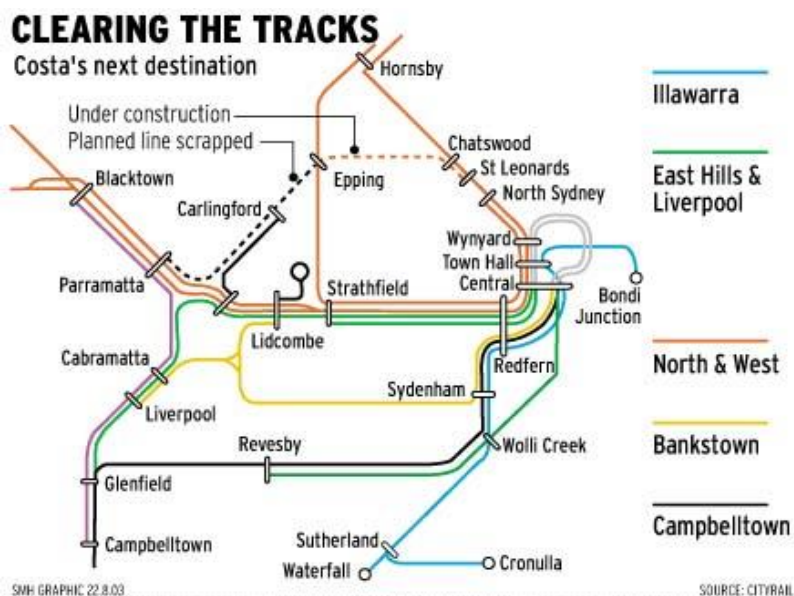 CLEARING THE TRACKS
Costa's next destination
Hornsby
Illawarra
Under construction
Planned line scrapped
Chatswood
St Leonards
North Sydney
East Hills &
Liverpool
Blacktown
Epping
Carlingford
Wynyard
Town Hall
Central
Parramatta
Strathfield
Bondi
Junction
Lidcombe
Cabramatta
Redfern
North & West
Sydenham
Liverpool
Revesby
Wolli Creek
Bankstown
Glenfield
Campbelltown
Campbelltown
Sutherland
Waterfall
Cronulla
SMH GRAPHIC 22.8.03
SOURCE: CITYRAIL